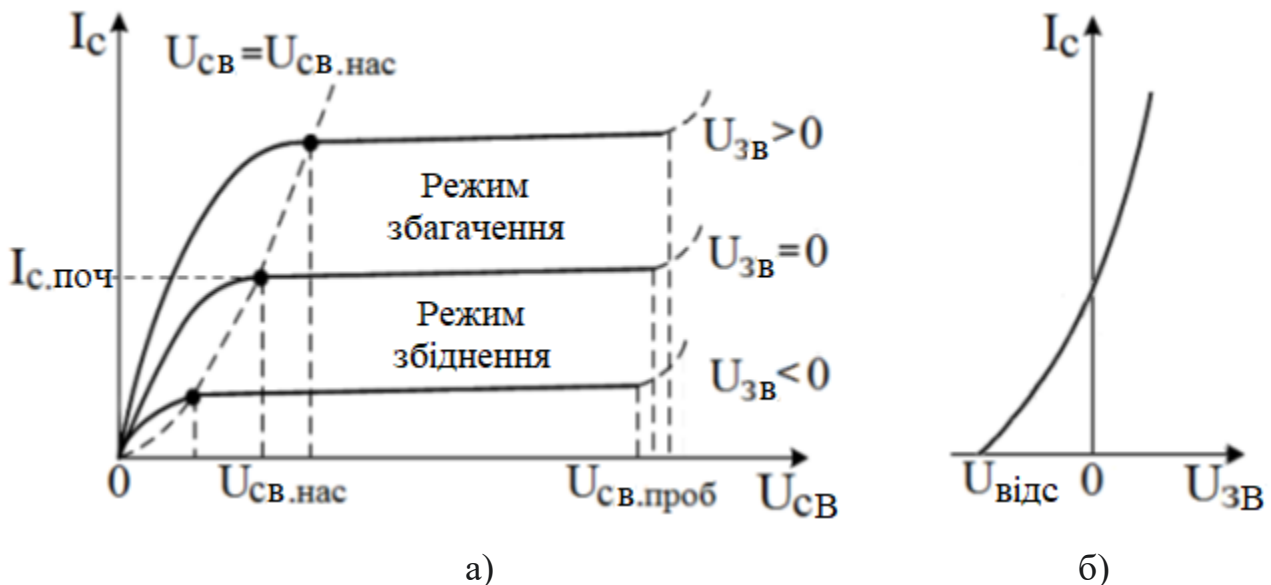 Iс
Uсв=Uсв.нас
Uзв>0
Режим
збагачення
Iс.поч
Uзв=0
Режим
збіднення
Uзв<0
0
Uсв.нас
Uсв.проб
UсВ
а)
Iс
Uвідс
0
UЗВ
б)